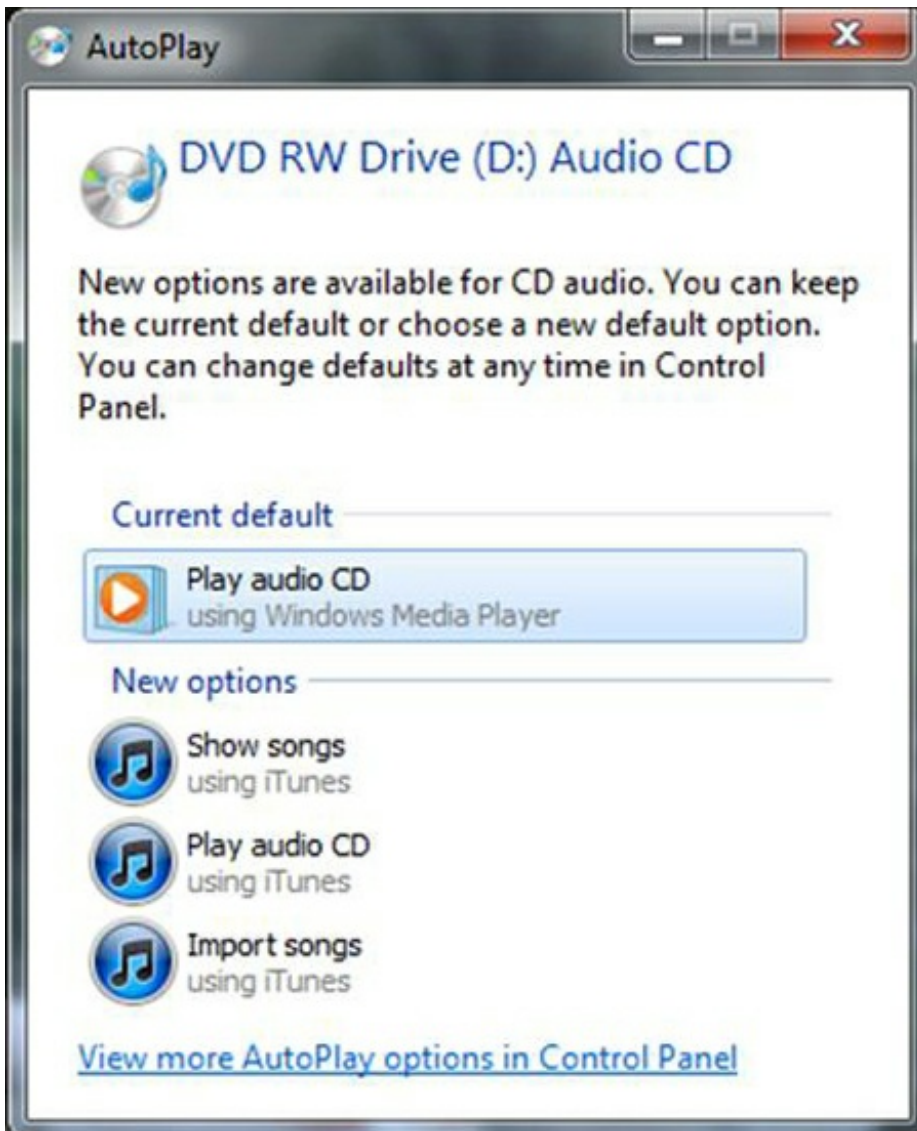 AutoPlay
DVD RW Drive (D:) Audio CD
New options are available for CD audio. You can keep
the current default or choose a new default option.
You can change defaults at any time in Control
Panel.
Current default
Play audio CD
using Windows Media Player
New options
Show songs
using iTunes
Play audio CD
using iTunes
Import songs
using iTunes
View more AutoPlay options in Control Panel